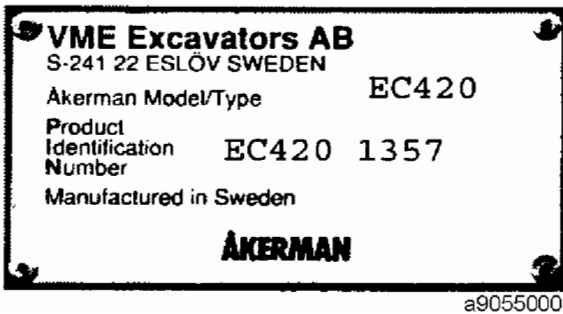 VME Excavators AB
S-241 22 ESLÖV SWEDEN
Åkerman Model/Type EC420
Product
Identification
Number EC420 1357
Manufactured in Sweden
ÅKERMAN
a9055000